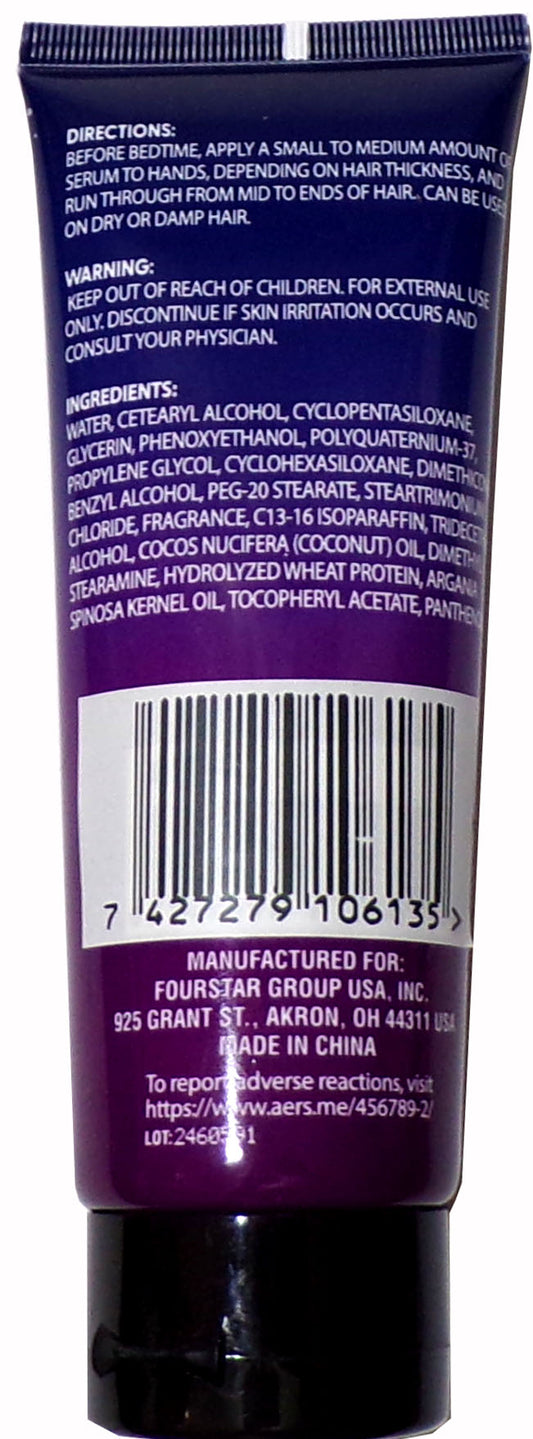 DIRECTIONS:
BEFORE BEDTIME, APPLY A SMALL TO MEDIUM AMOUNT
SERUM TO HANDS, DEPENDING ON HAIR THICKNESS, AND
RUN THROUGH FROM MID TO ENDS OF HAIR. CAN BE
ON DRY OR DAMP HAIR.
WARNING:
KEEP OUT OF REACH OF CHILDREN. FOR EXTERNAL USE
ONLY. DISCONTINUE IF SKIN IRRITATION OCCURS AND
CONSULT YOUR PHYSICIAN.
INGREDIENTS:
WATER, CETEARYL ALCOHOL, CYCLOPENTASILOXANE,
GLYCERIN, PHENOXYETHANOL, POLYQUATERNIUM-37,
PROPYLENE GLYCOL, CYCLOHEXASILOXANE,
BENZYL ALCOHOL, PEG-20 STEARATE,
CHLORIDE, FRAGRANCE, C13-16 ISOPARAFFIN,
ALCOHOL, COCOS NUCIFERA (COCONUT) OIL,
STEARAMINE, HYDROLYZED WHEAT PROTEIN, ARGANIA
SPINOSA KERNEL OIL, TOCOPHERYL ACETATE,
7 427279 106135 >
MANUFACTURED FOR:
FOURSTAR GROUP USA, INC.
925 GRANT ST., AKRON, OH 44311 USA
MADE IN CHINA
To report adverse reactions, visit
https://www.aers.me/456789-2/
LOT: